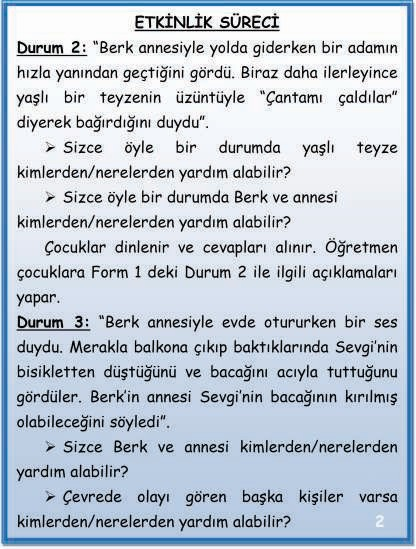 ETKİNLİK SÜRECİ
Durum 2: “Berk annesiyle yolda giderken bir adamın
hızla yanından geçtiğini gördü. Biraz daha ilerleyince
yaşlı bir teyzenin üzüntüyle “Çantamı çaldılar”
diyerek bağırdığını duydu”.
➢ Sizce öyle bir durumda yaşlı teyze
kimlerden/nerelerden yardım alabilir?
➢ Sizce öyle bir durumda Berk ve annesi
kimlerden/nerelerden yardım alabilir?
Çocuklar dinlenir ve cevapları alınır. Öğretmen
çocuklara Form 1 deki Durum 2 ile ilgili açıklamaları
yapar.
Durum 3: “Berk annesiyle evde otururken bir ses
duydu. Merakla balkona çıkıp baktıklarında Sevgi’nin
bisikletten düştüğünü ve bacağını acıyla tuttuğunu
gördüler. Berk’in annesi Sevgi’nin bacağının kırılmış
olabileceğini söyledi”.
➢ Sizce Berk ve annesi kimlerden/nerelerden
yardım alabilir?
➢ Çevrede olayı gören başka kişiler varsa
kimlerden/nerelerden yardım alabilir? 2